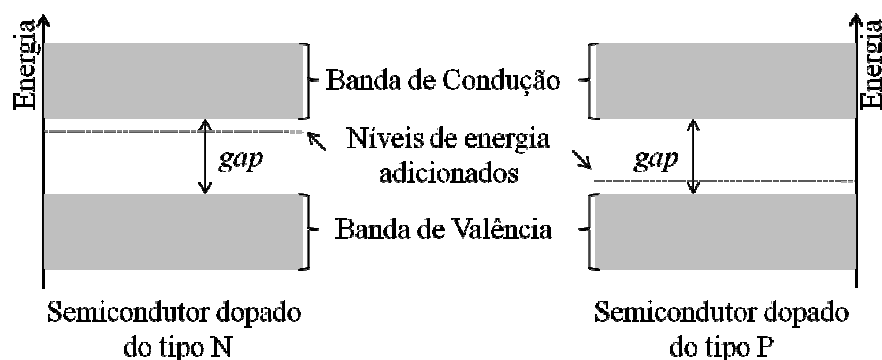 Energia
Banda de Condução
Energia
gap
Níveis de energia
adicionados
gap
Banda de Valência
Semicondutor dopado
do tipo N
Semicondutor dopado
do tipo P